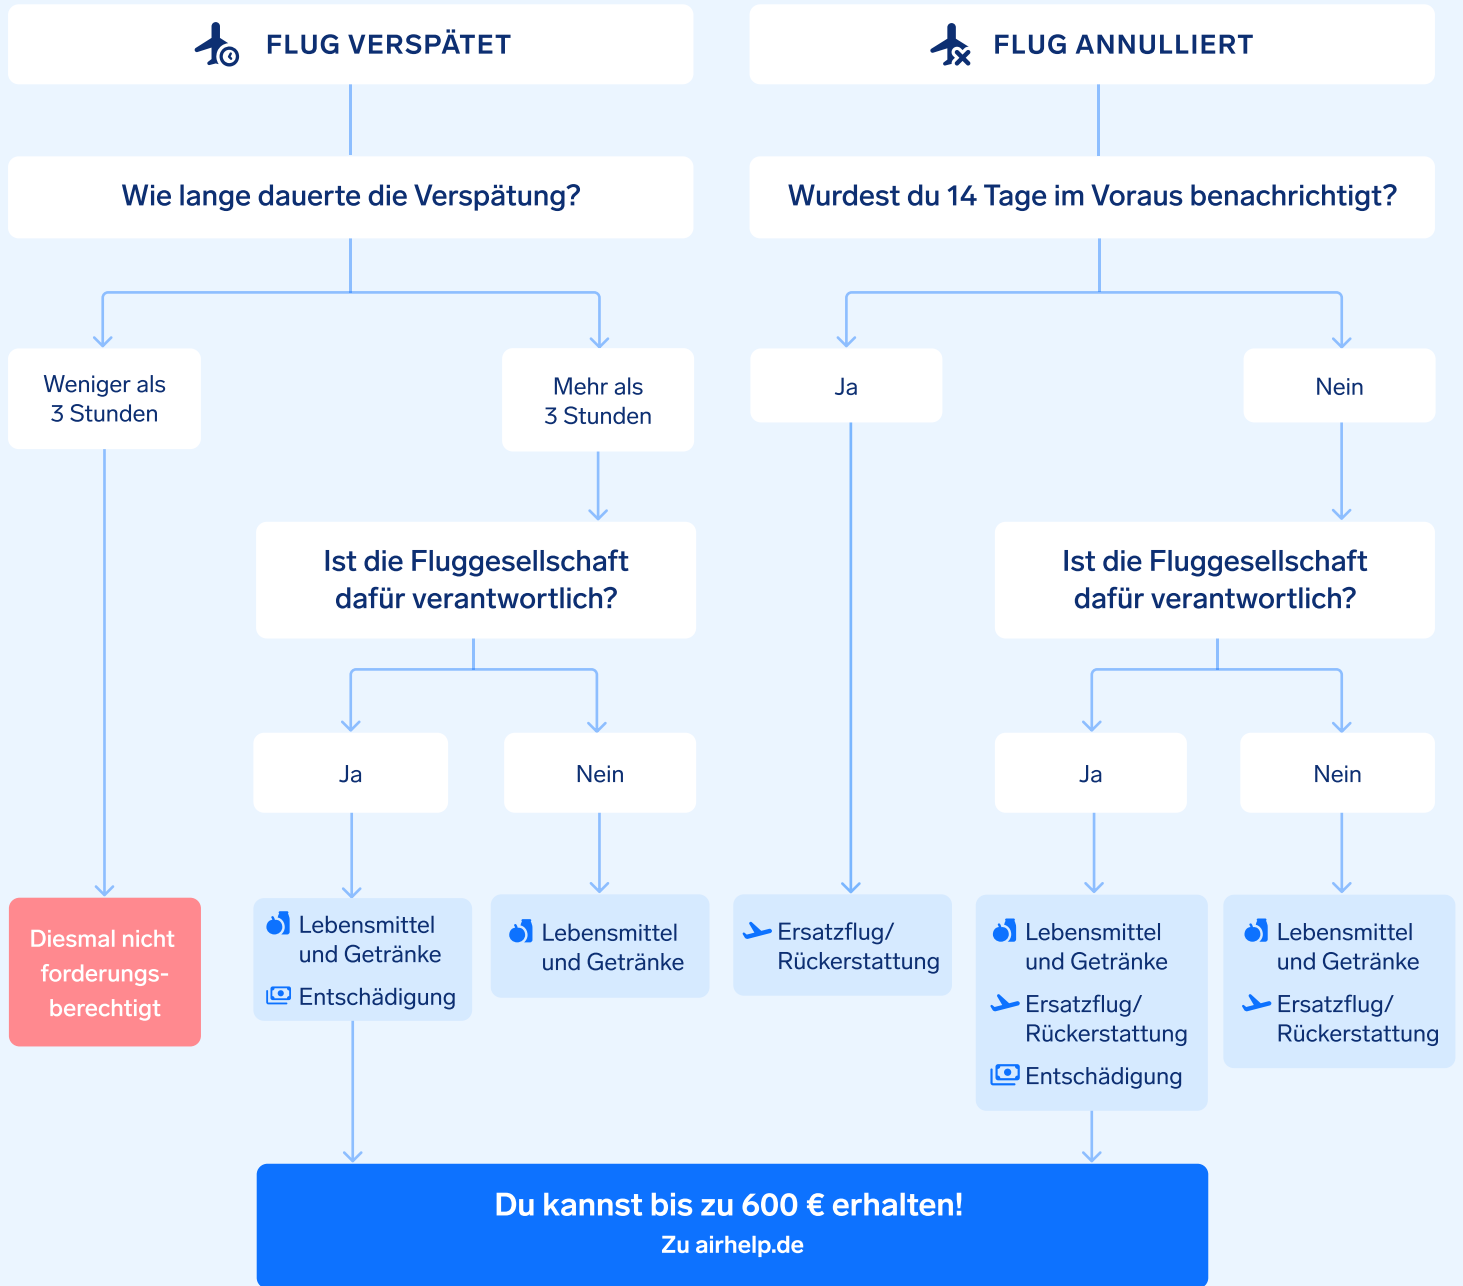 FLUG VERSPÄTET
FLUG ANNULLIERT
Wie lange dauerte die Verspätung?
Wurdest du 14 Tage im Voraus benachrichtigt?
Weniger als
3 Stunden
Mehr als
3 Stunden
Ja
Nein
Ist die Fluggesellschaft
dafür verantwortlich?
Ist die Fluggesellschaft
dafür verantwortlich?
Ja
Nein
Ja
Nein
Diesmal nicht
forderungs-
berechtigt
Lebensmittel
und Getränke
Entschädigung
Lebensmittel
und Getränke
Ersatzflug/
Rückerstattung
Lebensmittel
und Getränke
Ersatzflug/
Rückerstattung
Entschädigung
Lebensmittel
und Getränke
Ersatzflug/
Rückerstattung
Du kannst bis zu 600 € erhalten!
Zu airhelp.de